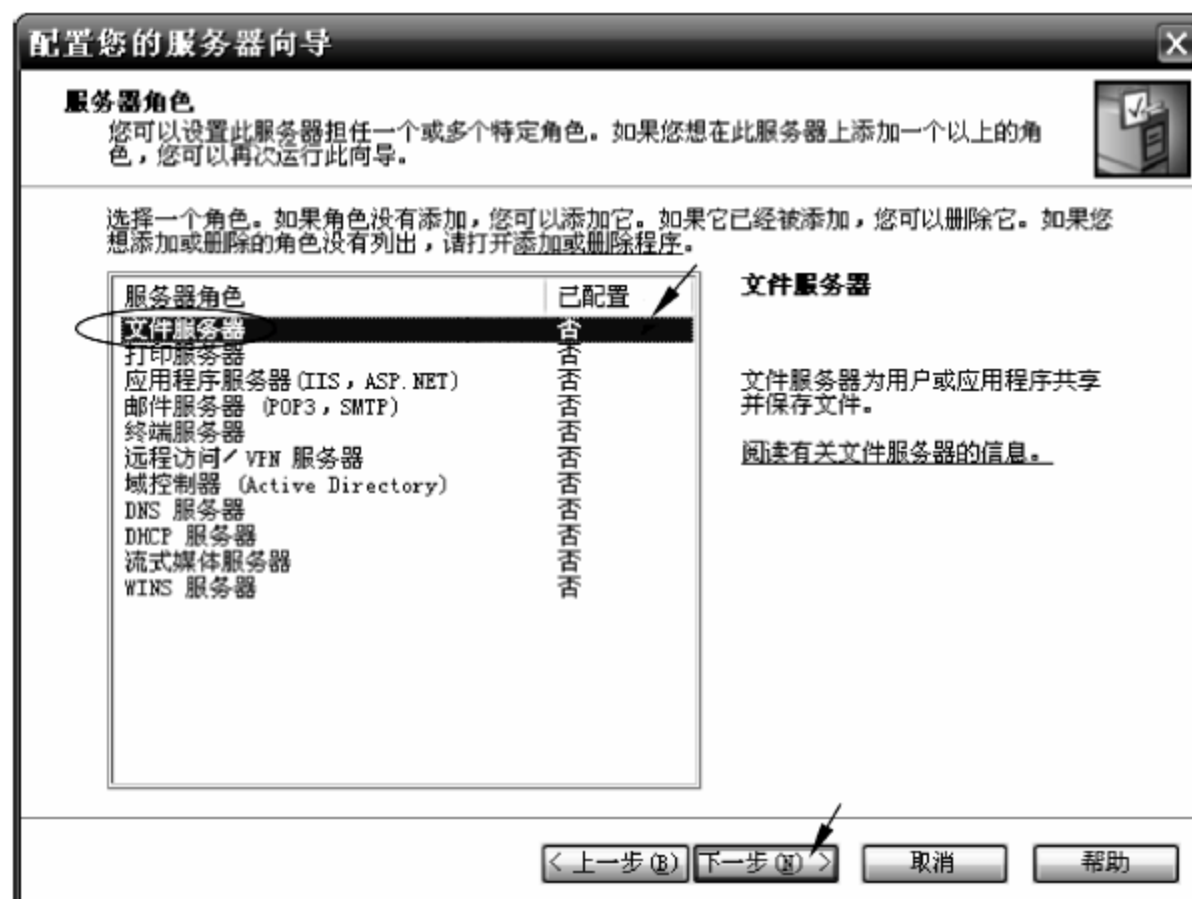 配置您的服务器向导
服务器角色
您可以设置此服务器担任一个或多个特定角色。如果您想在此服务器上添加一个以上的角
色，您可以再次运行此向导。
选择一个角色。如果角色没有添加，您可以添加它。如果它已经被添加，您可以删除它。如果您
想添加或删除的角色没有列出，请打开添加或删除程序。
服务器角色 已配置
文件服务器 否
打印服务器 否
应用程序服务器(IIS，ASP.NET) 否
邮件服务器 (POP3，SMTP) 否
终端服务器 否
远程访问/VPN 服务器 否
域控制器 (Active Directory) 否
DNS 服务器 否
DHCP 服务器 否
流式媒体服务器 否
WINS 服务器 否
文件服务器
文件服务器为用户或应用程序共享
并保存文件。
阅读有关文件服务器的信息。
< 上一步(B) 下一步(N) > 取消 帮助